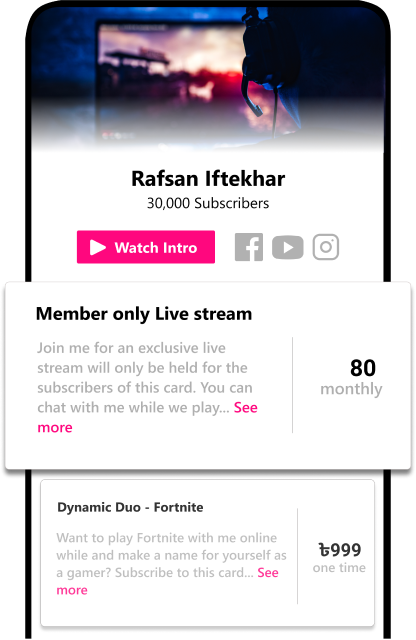 Rafsan Iftekhar
30,000 Subscribers
Watch Intro
Member only Live stream
Join me for an exclusive live
stream will only be held for the
subscribers of this card. You can
chat with me while we play... See
more
80
monthly
Dynamic Duo - Fortnite
Want to play Fortnite with me online
while and make a name for yourself as
a gamer? Subscribe to this card... See
more
৳999
one time